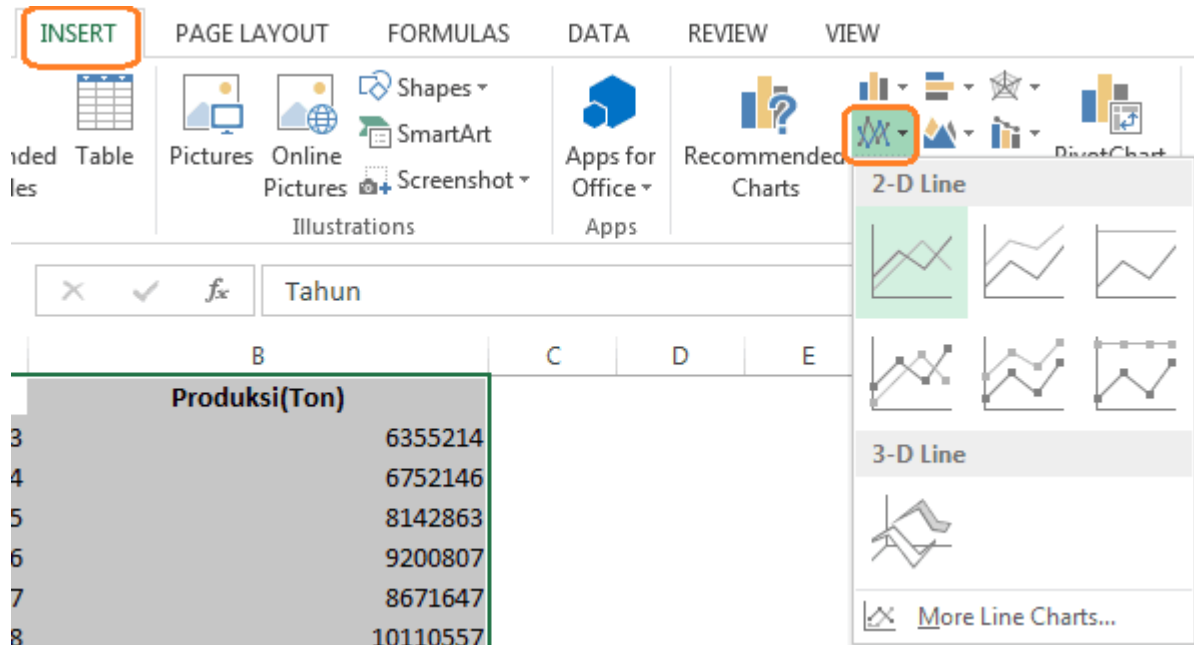 INSERT PAGE LAYOUT FORMULAS DATA REVIEW VIEW
Shapes
SmartArt
Screenshot
Table
Pictures
Online
Pictures
Illustrations
Apps for
Office
Apps
Recommended
Charts
2-D Line
3-D Line
More Line Charts...
fx Tahun
B C D E
Produksi(Ton)
3 6355214
4 6752146
5 8142863
6 9200807
7 8671647
8 10110557